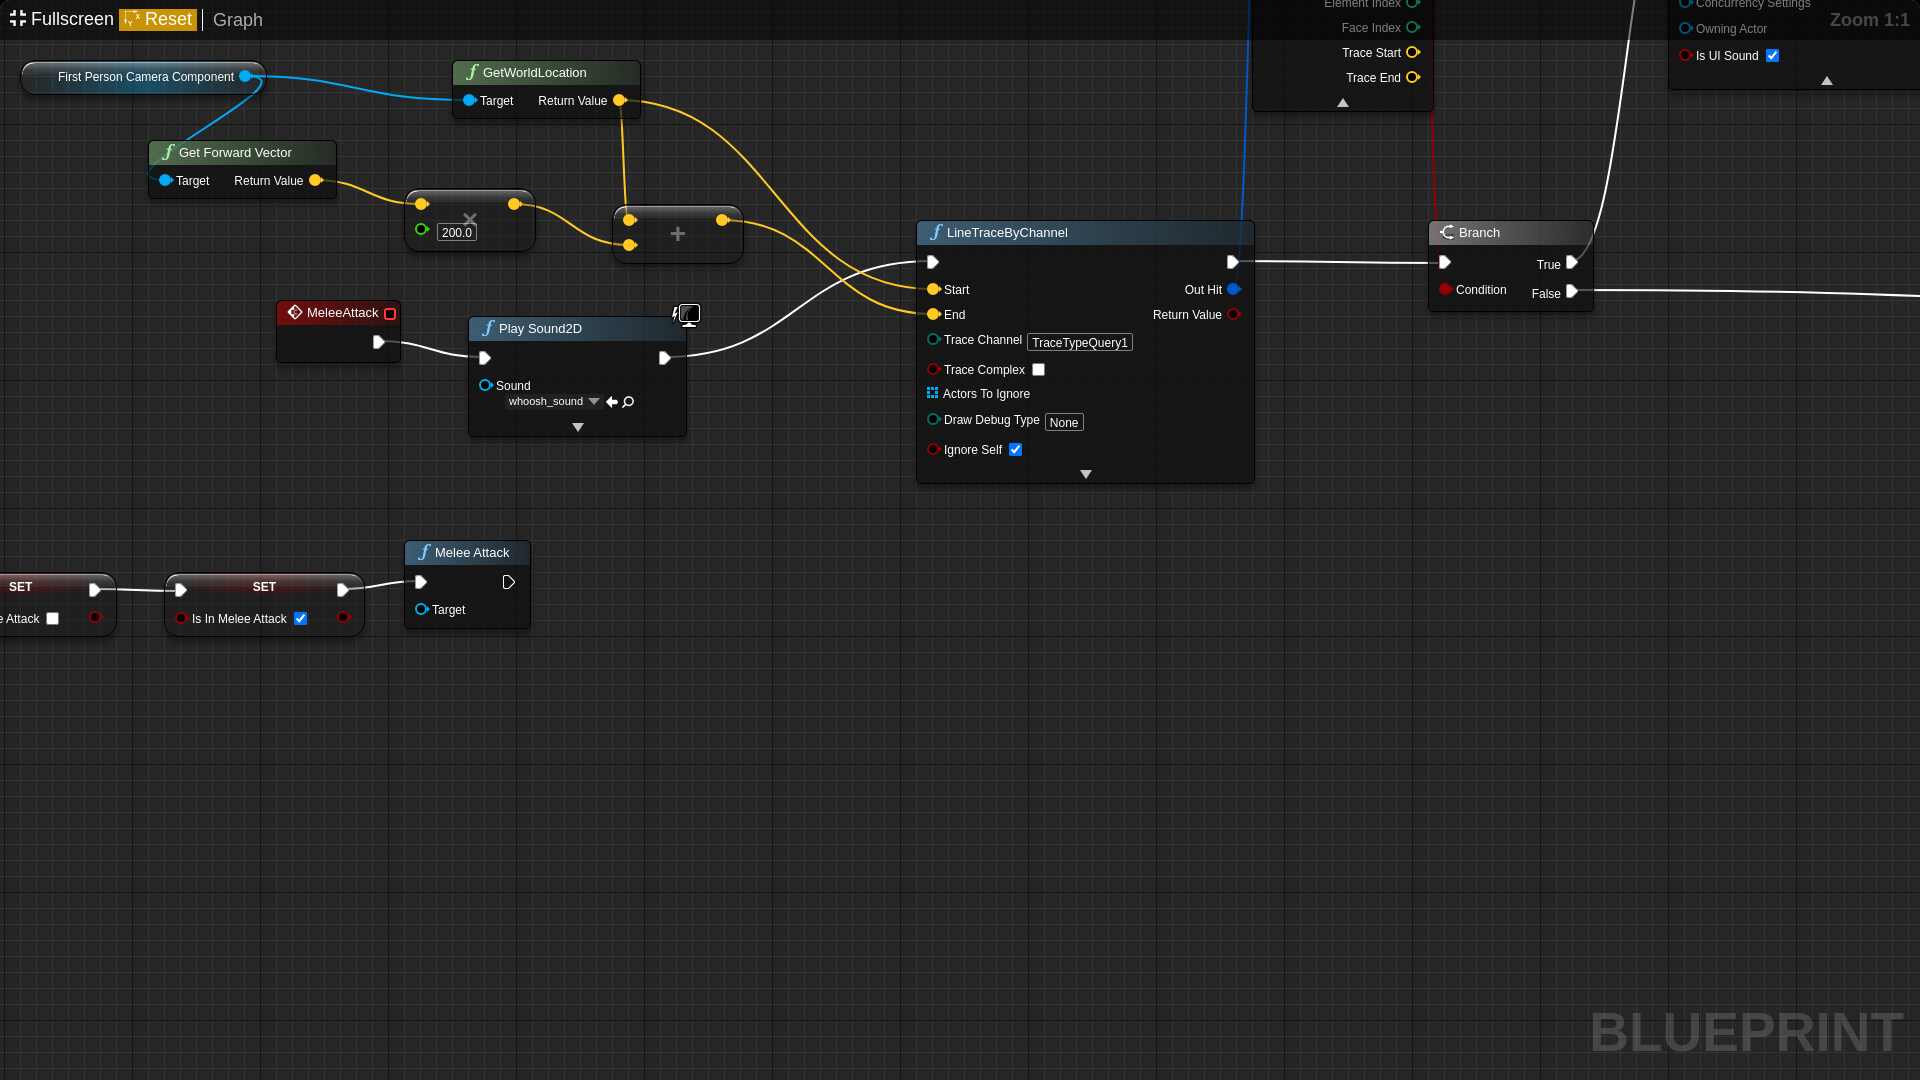 Fullscreen Reset Graph
Zoom 1:1
Element Index
Face Index
Trace Start
Trace End
Concurrency Settings
Owning Actor
Is UI Sound
First Person Camera Component
GetWorldLocation
Target Return Value
Get Forward Vector
Target Return Value
200.0
MeleeAttack
Play Sound2D
Sound
whoosh_sound
LineTraceByChannel
Start Out Hit
End Return Value
Trace Channel TraceTypeQuery1
Trace Complex
Actors To Ignore
Draw Debug Type None
Ignore Self
Branch
True
Condition False
SET
e Attack
SET
Is In Melee Attack
Melee Attack
Target
BLUEPRINT